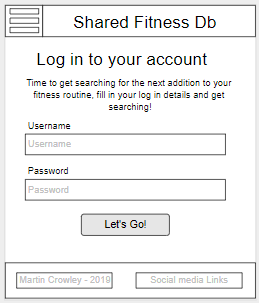 Shared Fitness Db
Log in to your account
Time to get searching for the next addition to your
fitness routine, fill in your log in details and get
searching!
Username
Username
Password
Password
Let's Go!
Martin Crowley - 2019
Social media Links